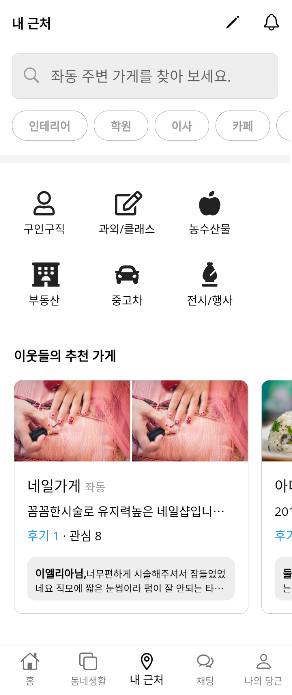 내 근처
좌동 주변 가게를 찾아 보세요.
인테리어 학원 이사 카페
구인구직 과외/클래스 농수산물
부동산 중고차 전시/행사
이웃들의 추천 가게
네일가게 좌동
꼼꼼한시술로 유지력높은 네일샵입니…
201
후기 1 · 관심 8
후기
이엘리아님,너무편하게 시술해주셔서 잠들었었
네요 직모에 짧은 눈썹이라 펌이 잘 안되는 타…
홈 동네생활 내 근처 채팅 나의 당근